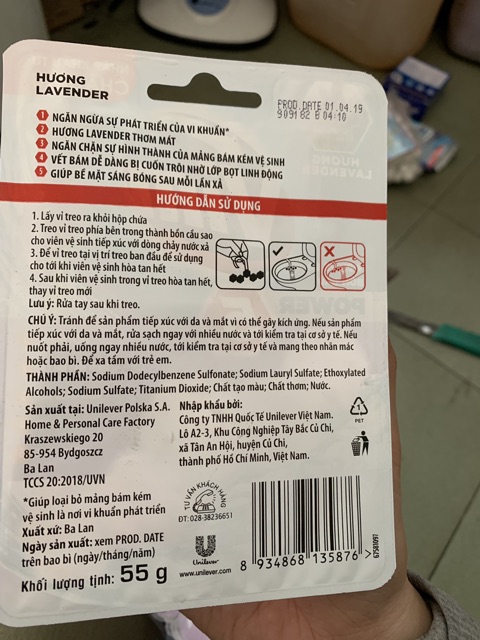 HƯƠNG
LAVENDER
PROD.DATE 01.04.19
909182 B 04:10
1 NGĂN NGỪA SỰ PHÁT TRIỂN CỦA VI KHUẨN*
2 HƯƠNG LAVENDER THƠM MÁT
3 NGĂN CHẶN SỰ HÌNH THÀNH CỦA MẢNG BÁM KÉM VỆ SINH
4 VẾT BÁM DỄ DÀNG BỊ CUỐN TRÔI NHỜ LỚP BỌT LINH ĐỘNG
5 GIÚP BỀ MẶT SÁNG BÓNG SAU MỖI LẦN XẢ
HƯỚNG DẪN SỬ DỤNG
1. Lấy vỉ treo ra khỏi hộp chứa
2. Treo vỉ treo phía bên trong thành bồn cầu sao
cho viên vệ sinh tiếp xúc với dòng chảy nước xả
3. Để vỉ treo tại vị trí treo ban đầu để sử dụng
cho tới khi viên vệ sinh hòa tan hết
4. Sau khi viên vệ sinh trong vỉ treo hòa tan hết,
thay vỉ treo mới
Lưu ý: Rửa tay sau khi treo.
CHÚ Ý: Tránh để sản phẩm tiếp xúc với da và mắt vì có thể gây kích ứng. Nếu sản phẩm
tiếp xúc với da và mắt, rửa sạch ngay với nhiều nước và tới kiểm tra tại cơ sở y tế. Nếu
nuốt phải, uống ngay nhiều nước, tới kiểm tra tại cơ sở y tế và mang theo nhãn mác
hoặc bao bì. Để xa tầm với trẻ em.
THÀNH PHẦN: Sodium Dodecylbenzene Sulfonate; Sodium Lauryl Sulfate; Ethoxylated
Alcohols; Sodium Sulfate; Titanium Dioxide; Chất tạo màu; Chất thơm; Nước.
Sản xuất tại: Unilever Polska S.A.
Home & Personal Care Factory
Kraszewskiego 20
85-954 Bydgoszcz
Ba Lan
TCCS 20:2018/UVN
Nhập khẩu bởi:
Công ty TNHH Quốc Tế Unilever Việt Nam.
Lô A2-3, Khu Công Nghiệp Tây Bắc Củ Chi,
xã Tân An Hội, huyện Củ Chi,
thành phố Hồ Chí Minh, Việt Nam.
1
PET
*Giúp loại bỏ mảng bám kém
vệ sinh là nơi vi khuẩn phát triển
Xuất xứ: Ba Lan
Ngày sản xuất: xem PROD. DATE
trên bao bì (ngày/tháng/năm)
Khối lượng tịnh: 55 g
TƯ VẤN KHÁCH HÀNG
ĐT: 028-38236651
Unilever
www.unilever.com
8 934868 135876 >
67581097